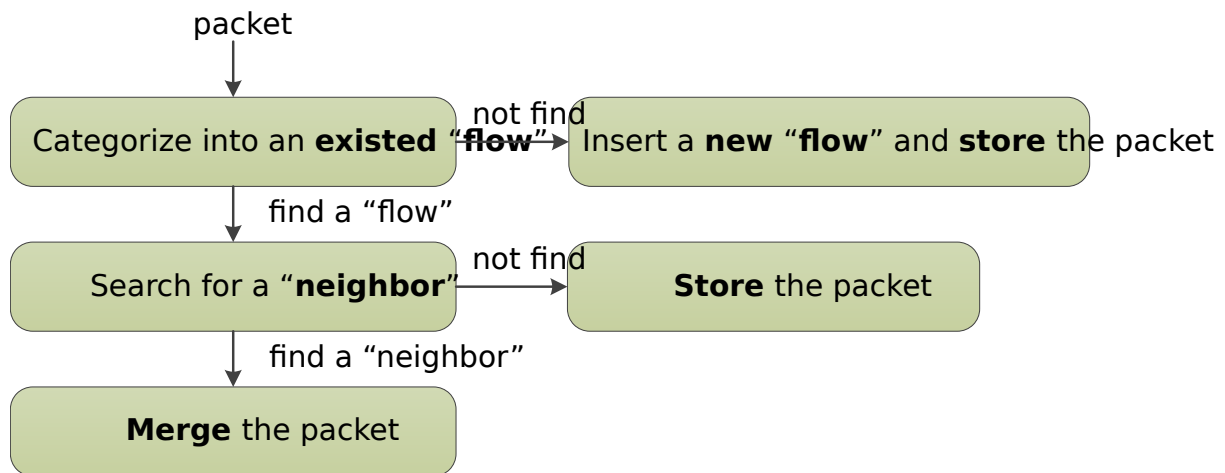 packet
not find
Categorize into an existed “flow”
Insert a new “flow” and store the packet
find a “flow”
not find
Search for a “neighbor”
Store the packet
find a “neighbor”
Merge the packet